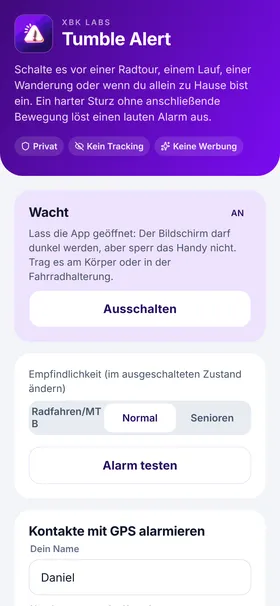 XBK LABS
Tumble Alert
Schalte es vor einer Radtour, einem Lauf, einer
Wanderung oder wenn du allein zu Hause bist
ein. Ein harter Sturz ohne anschließende
Bewegung löst einen lauten Alarm aus.
Privat
Kein Tracking
Keine Werbung
Wacht
AN
Lass die App geöffnet: Der Bildschirm darf
dunkel werden, aber sperr das Handy nicht.
Trag es am Körper oder in der
Fahrradhalterung.
Ausschalten
Empfindlichkeit (im ausgeschalteten Zustand
ändern)
Radfahren/MT
B
Normal
Senioren
Alarm testen
Kontakte mit GPS alarmieren
Dein Name
Daniel